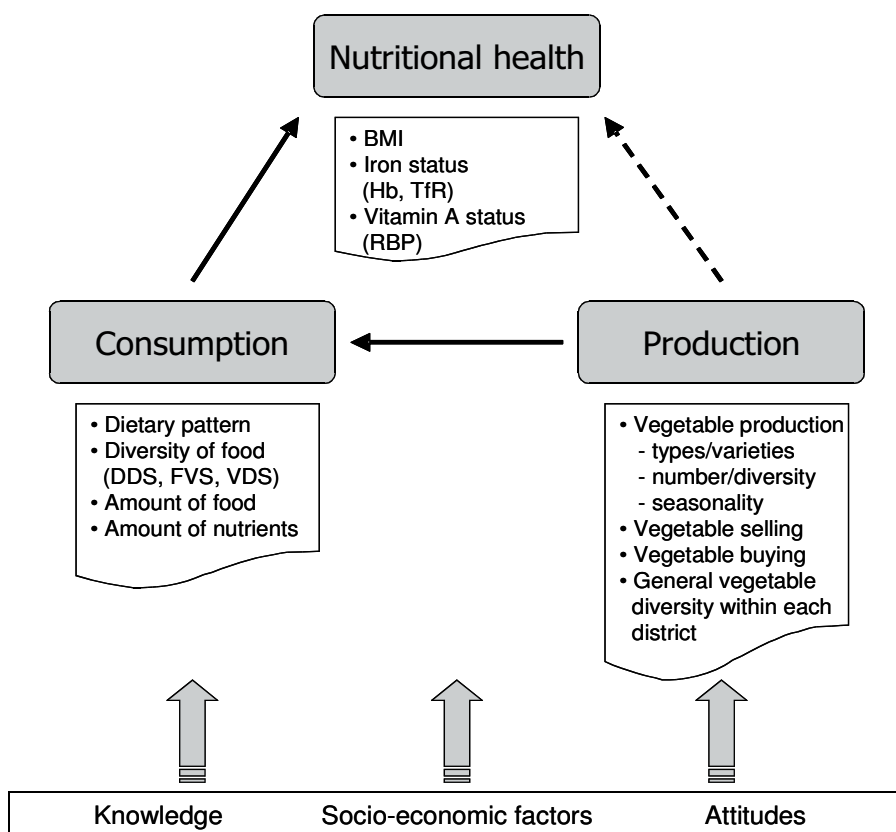 Nutritional health
• BMI
• Iron status
(Hb, TfR)
• Vitamin A status
(RBP)
Consumption
• Dietary pattern
• Diversity of food
(DDS, FVS, VDS)
• Amount of food
• Amount of nutrients
Production
• Vegetable production
- types/varieties
- number/diversity
- seasonality
• Vegetable selling
• Vegetable buying
• General vegetable
diversity within each
district
Knowledge
Socio-economic factors
Attitudes